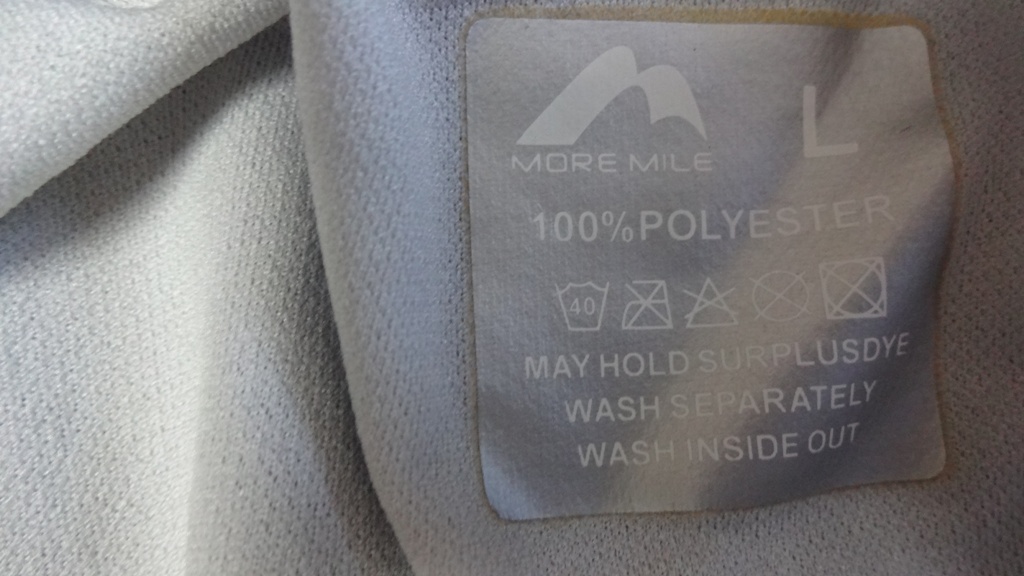 L
MORE MILE
100% POLYESTER
40
MAY HOLD SURPLUSDYE
WASH SEPARATELY
WASH INSIDE OUT